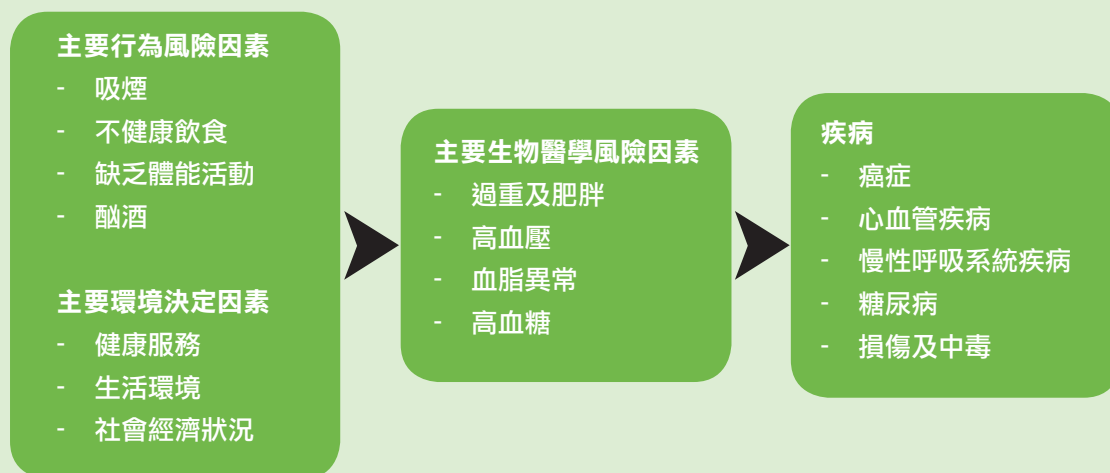 主要行為風險因素
- 吸煙
- 不健康飲食
- 缺乏體能活動
- 酗酒
主要環境決定因素
- 健康服務
- 生活環境
- 社會經濟狀況
主要生物醫學風險因素
- 過重及肥胖
- 高血壓
- 血脂異常
- 高血糖
疾病
- 癌症
- 心血管疾病
- 慢性呼吸系統疾病
- 糖尿病
- 損傷及中毒